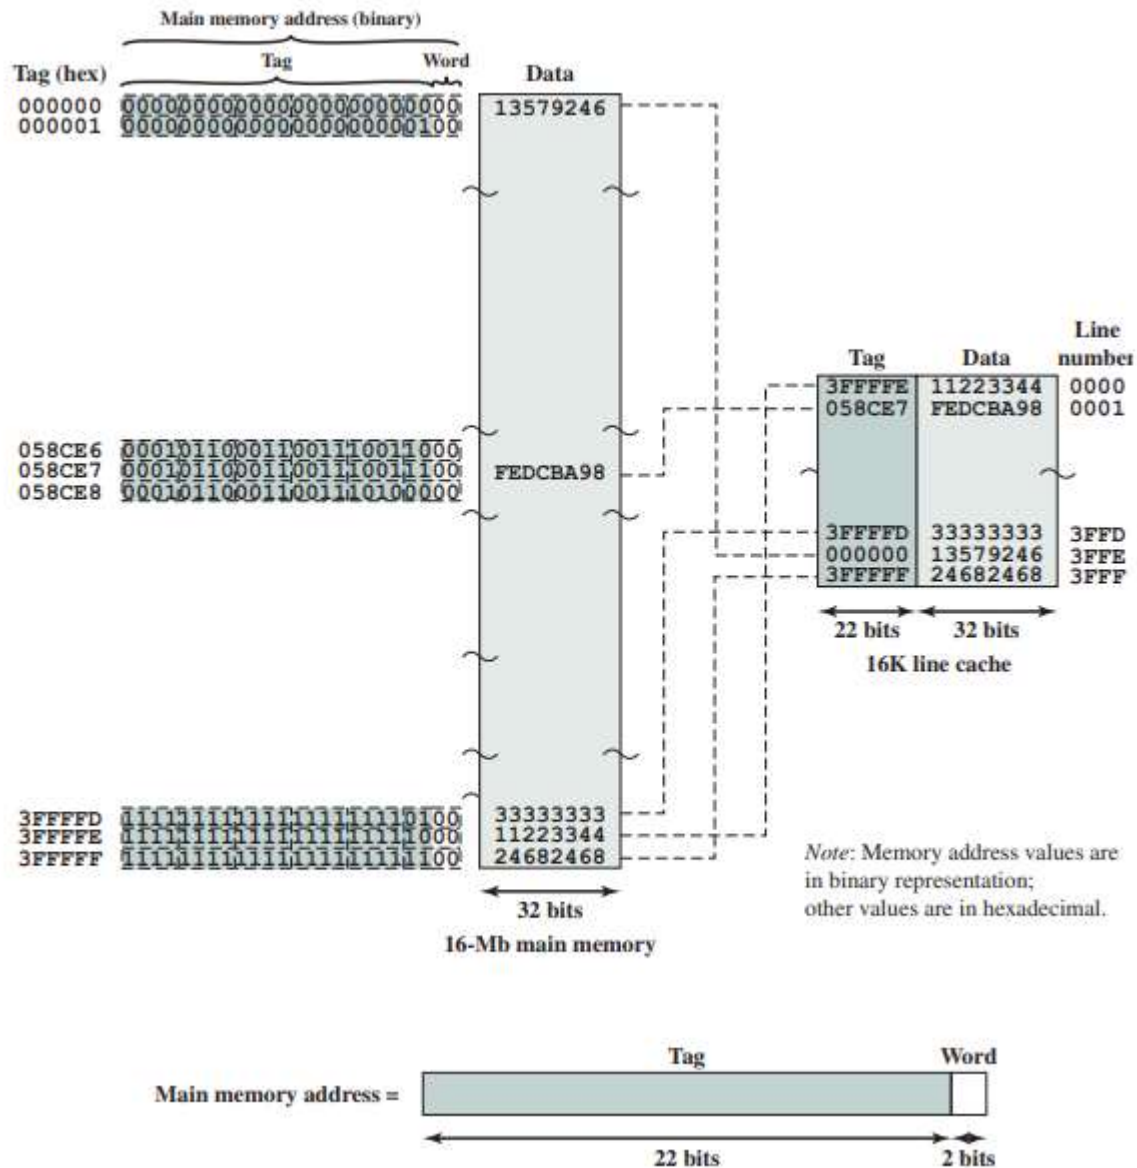 Main memory address (binary)
Tag (hex) Tag Word Data
000000 000000000000000000000000 13579246
000001 000000000000000000000100
Line
Tag Data number
3FFFFE 11223344 0000
058CE7 FEDCBA98 0001
058CE6 000101100011001110011000
058CE7 000101100011001110011100 FEDCBA98
058CE8 000101100011001110100000
3FFFFD 33333333 3FFD
000000 13579246 3FFE
3FFFFF 24682468 3FFF
22 bits 32 bits
16K line cache
3FFFFD 111111111111111111110100 33333333
3FFFFE 111111111111111111111000 11223344
3FFFFF 111111111111111111111100 24682468
Note: Memory address values are
in binary representation;
other values are in hexadecimal.
32 bits
16-Mb main memory
Tag Word
Main memory address =
22 bits 2 bits